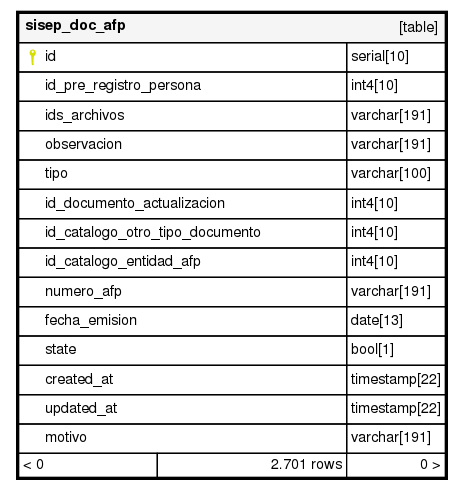 sisep_doc_afp [table]
id serial[10]
id_pre_registro_persona int4[10]
ids_archivos varchar[191]
observacion varchar[191]
tipo varchar[100]
id_documento_actualizacion int4[10]
id_catalogo_otro_tipo_documento int4[10]
id_catalogo_entidad_afp int4[10]
numero_afp varchar[191]
fecha_emision date[13]
state bool[1]
created_at timestamp[22]
updated_at timestamp[22]
motivo varchar[191]
< 0 2.701 rows 0 >